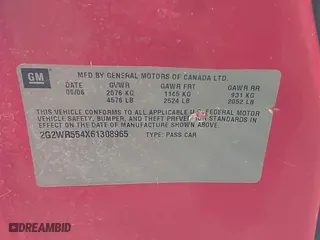 GM
MFD BY GENERAL MOTORS OF CANADA LTD.
DATE GVWR GAWR FRT GAWR RR
06/06 2076 KG 1145 KG 931 KG
4576 LB 2524 LB 2052 LB
THIS VEHICLE CONFORMS TO ALL APPLICABLE U.S. FEDERAL MOTOR
VEHICLE SAFETY, BUMPER, AND THEFT PREVENTION STANDARDS IN
EFFECT ON THE DATE OF MANUFACTURE SHOWN ABOVE.
2G2WR554X61308965 TYPE: PASS CAR